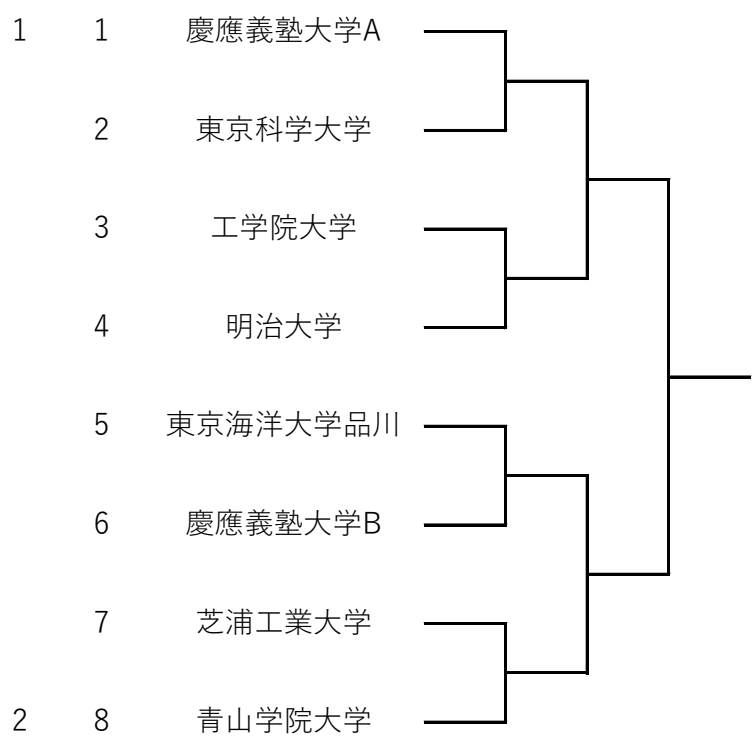 1 1 慶應義塾大学A
2 東京科学大学
3 工学院大学
4 明治大学
5 東京海洋大学品川
6 慶應義塾大学B
7 芝浦工業大学
2 8 青山学院大学